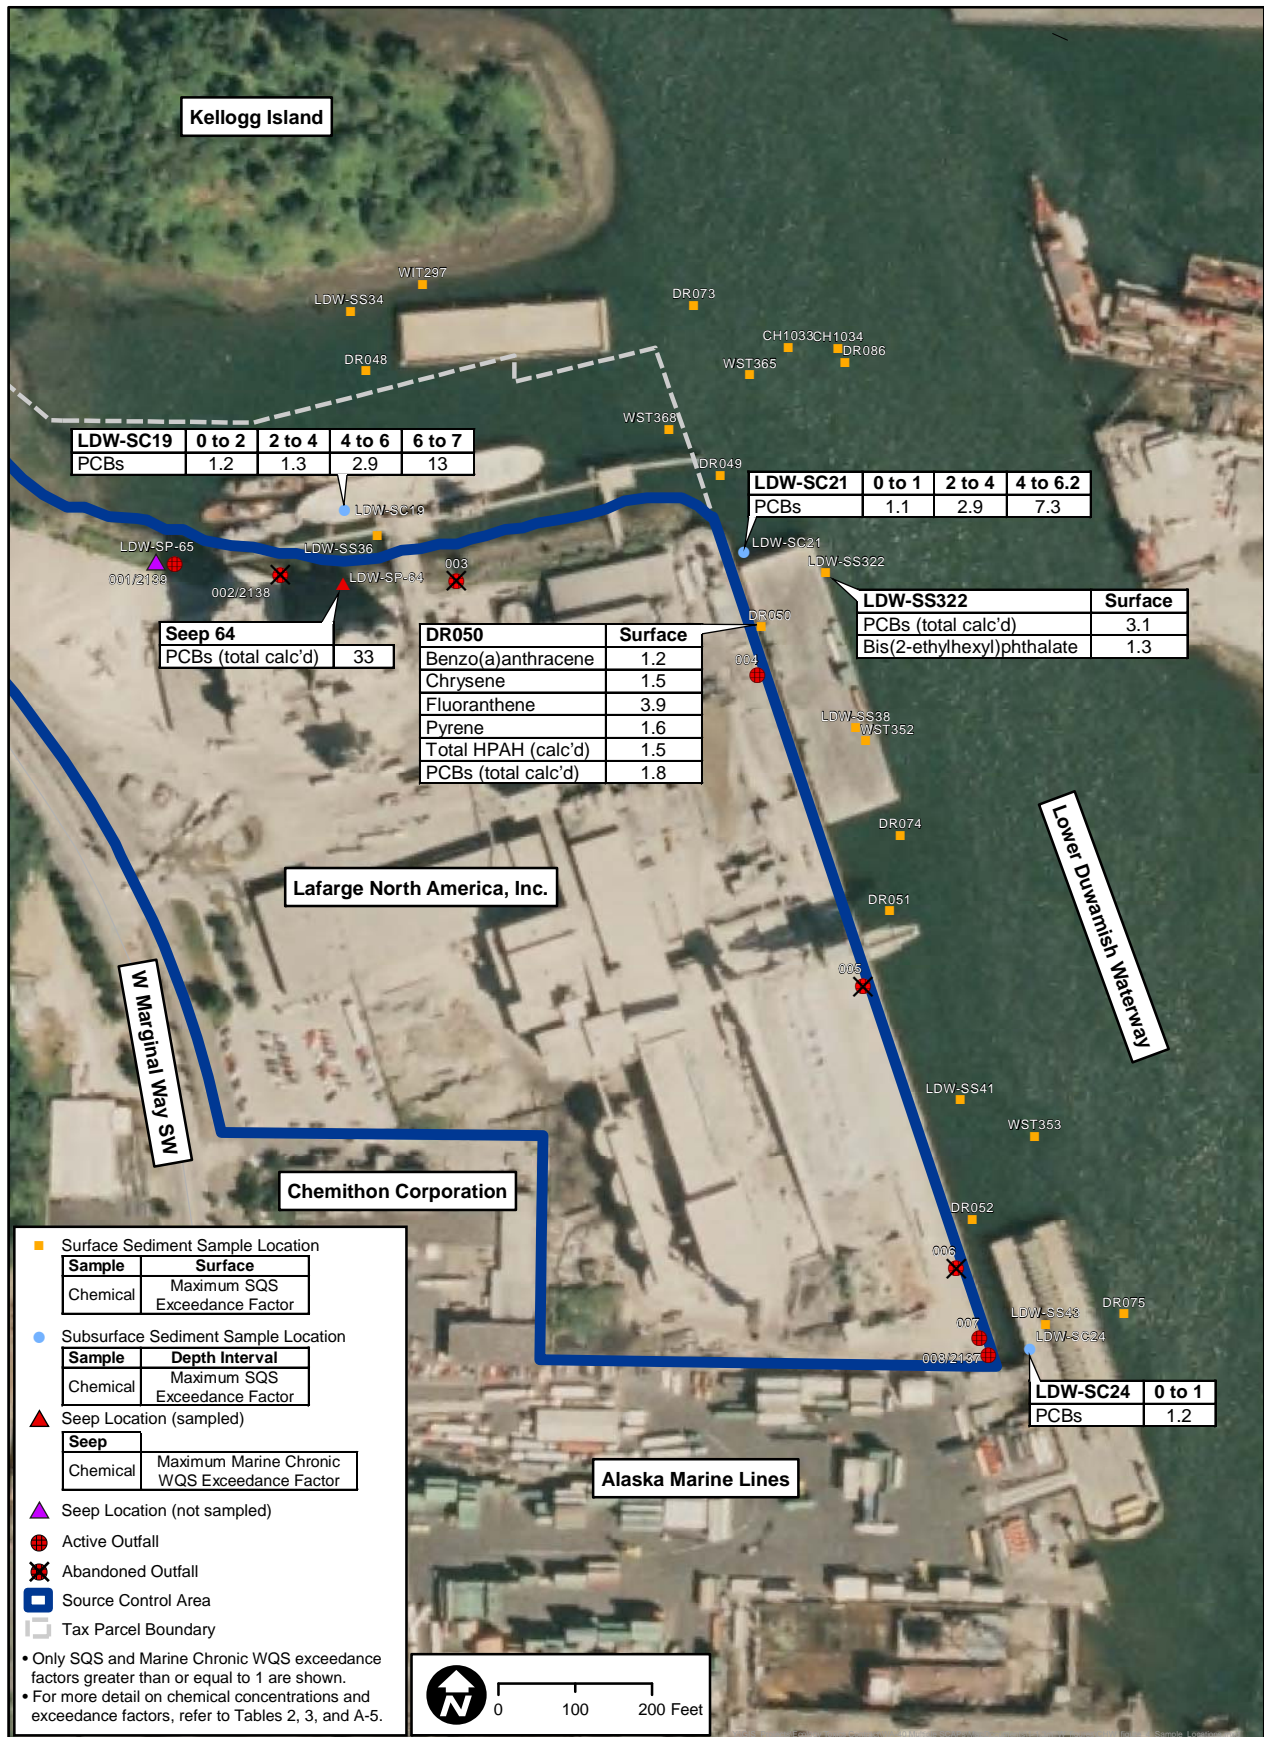 Kellogg Island
WIT297
LDW-SS34
DR073
CH1033
CH1034
DR086
DR048
WST365
WST368
LDW-SC19 0 to 2 2 to 4 4 to 6 6 to 7
PCBs 1.2 1.3 2.9 13
DR049
LDW-SC21 0 to 1 2 to 4 4 to 6.2
PCBs 1.1 2.9 7.3
LDW-SC19
LDW-SS36
LDW-SP-65
001/2139
002/2138
LDW-SP-64
003
LDW-SC21
LDW-SS322
LDW-SS322 Surface
PCBs (total calc'd) 3.1
Bis(2-ethylhexyl)phthalate 1.3
Seep 64
PCBs (total calc'd) 33
DR050
004
DR050 Surface
Benzo(a)anthracene 1.2
Chrysene 1.5
Fluoranthene 3.9
Pyrene 1.6
Total HPAH (calc'd) 1.5
PCBs (total calc'd) 1.8
LDW-SS38
WST352
DR074
Lafarge North America, Inc.
DR051
Lower Duwamish Waterway
005
W Marginal Way SW
LDW-SS41
WST353
Chemithon Corporation
DR052
006
DR075
LDW-SS43
007
LDW-SC24
008/2137
LDW-SC24 0 to 1
PCBs 1.2
Alaska Marine Lines
Surface Sediment Sample Location
Sample Surface
Chemical Maximum SQS
Exceedance Factor
Subsurface Sediment Sample Location
Sample Depth Interval
Chemical Maximum SQS
Exceedance Factor
Seep Location (sampled)
Seep
Chemical Maximum Marine Chronic
WQS Exceedance Factor
Seep Location (not sampled)
Active Outfall
Abandoned Outfall
Source Control Area
Tax Parcel Boundary
• Only SQS and Marine Chronic WQS exceedance
factors greater than or equal to 1 are shown.
• For more detail on chemical concentrations and
exceedance factors, refer to Tables 2, 3, and A-5.
N
0 100 200 Feet